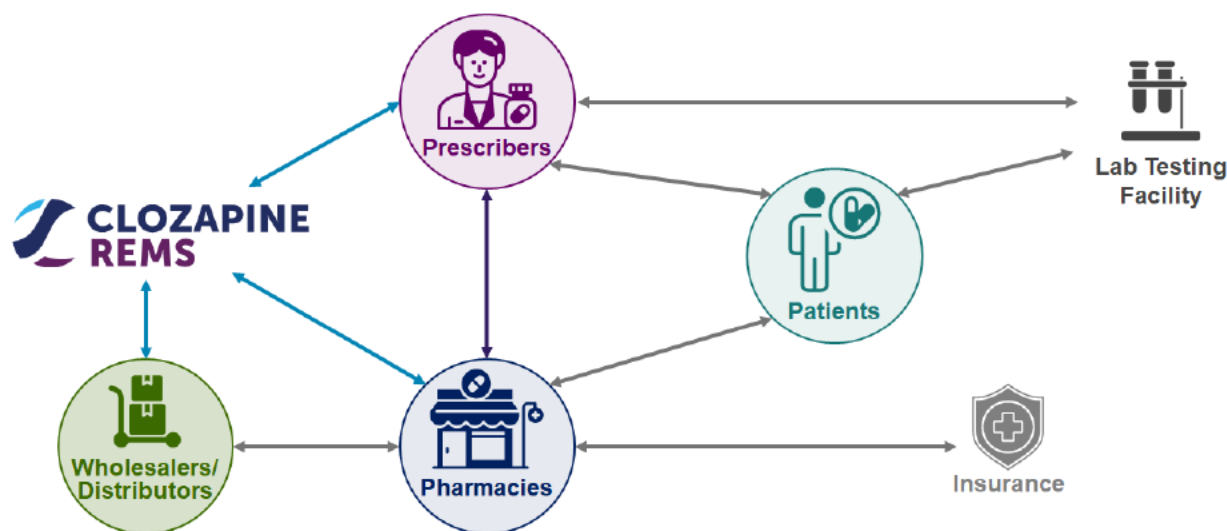 Prescribers
Lab Testing
Facility
CLOZAPINE
REMS
Patients
Wholesalers/
Distributors
Pharmacies
Insurance